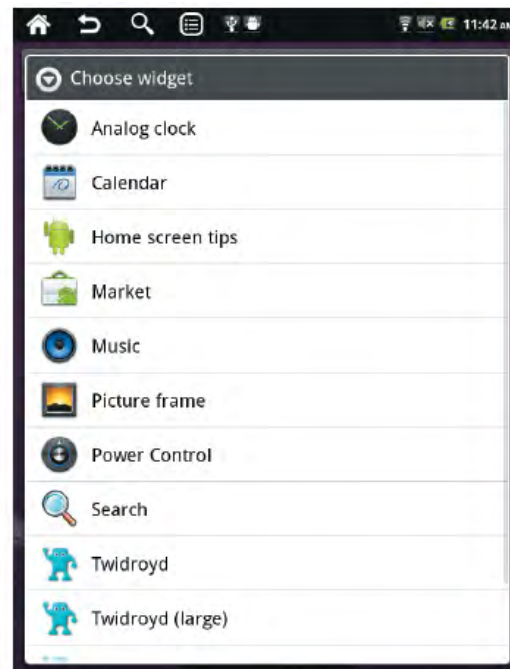 11:42 AM
Choose widget
Analog clock
Calendar
Home screen tips
Market
Music
Picture frame
Power Control
Search
Twidroyd
Twidroyd (large)